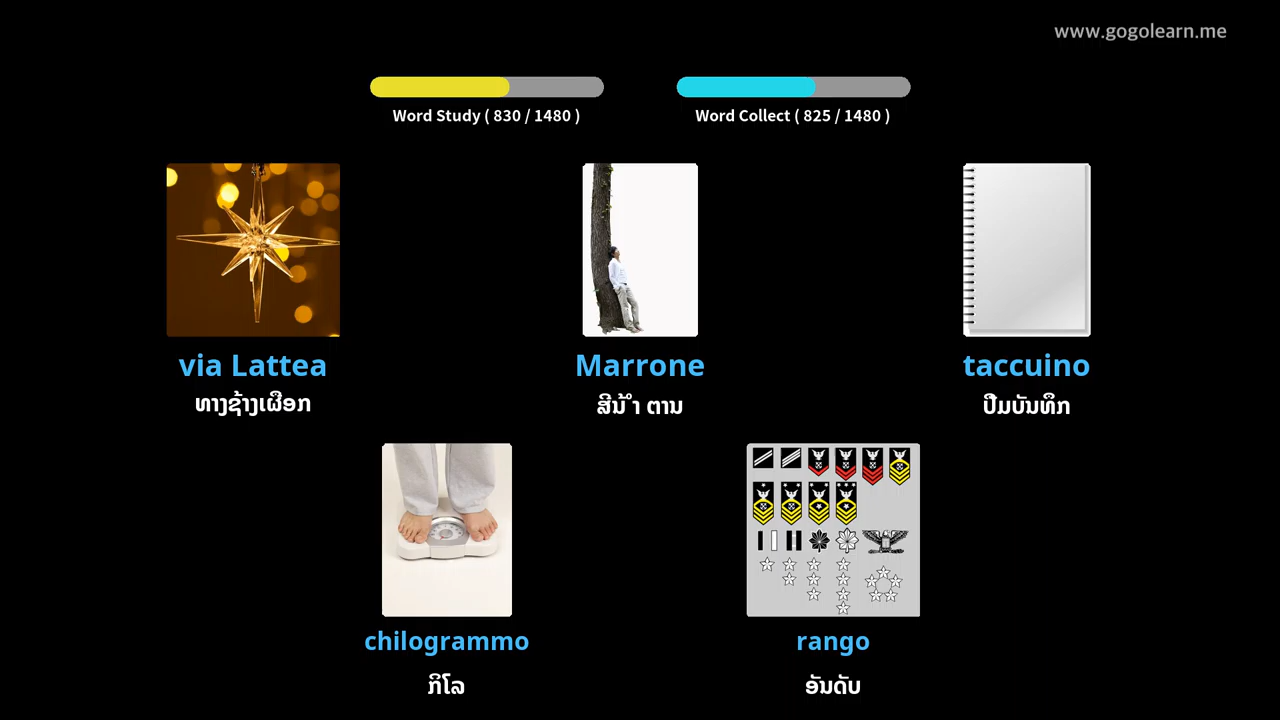 www.gogolearn.me
Word Study ( 830 / 1480 )
Word Collect ( 825 / 1480 )
via Lattea
ທາງຊ້າງເຜືອກ
Marrone
ສີນ້ ຳ ຕານ
taccuino
ປື້ມບັນທຶກ
chilogrammo
ກິໂລ
rango
ອັນດັບ